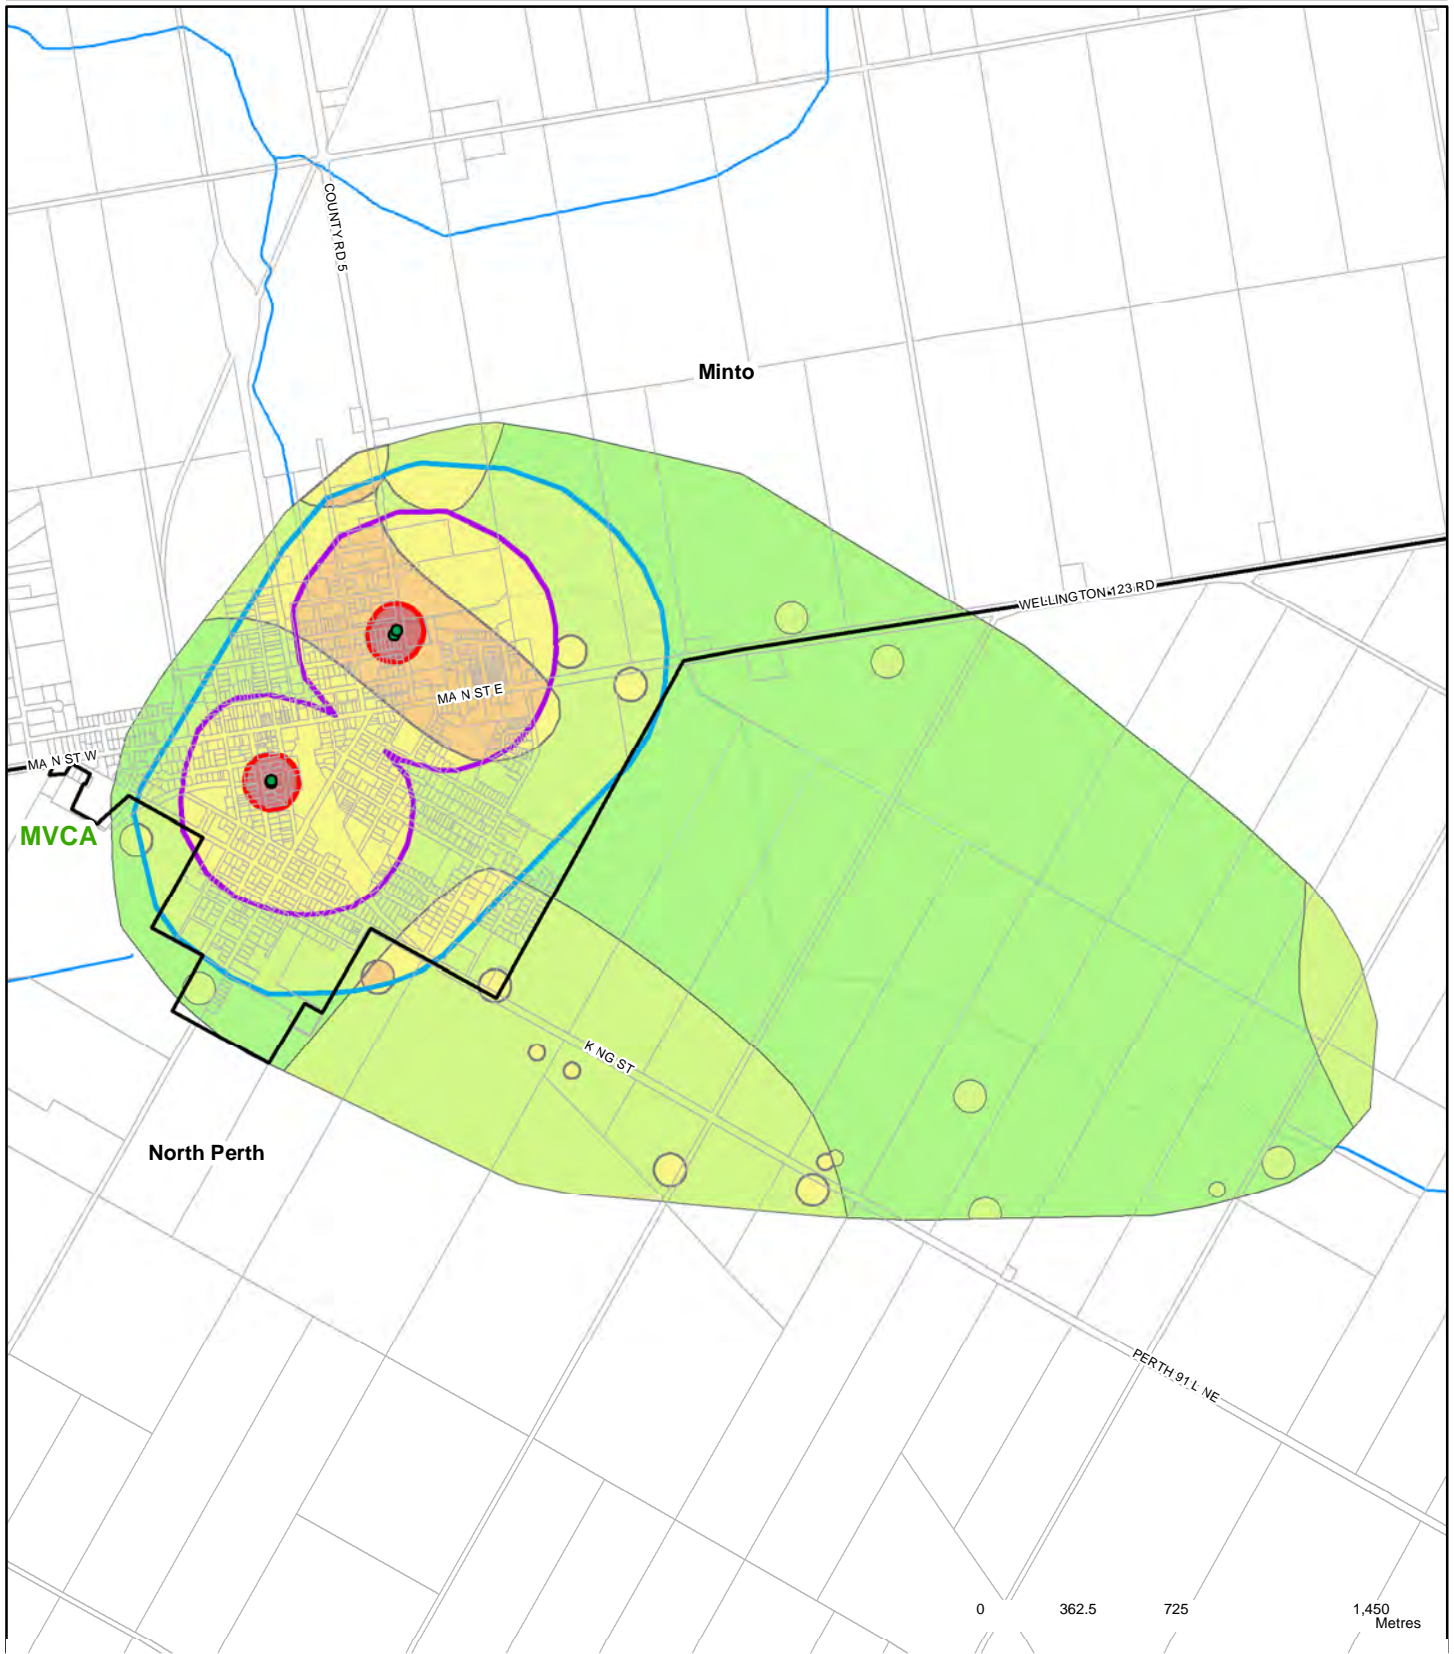 COUNTY RD 5
Minto
WELLINGTON 123 RD
MA N ST E
MA N ST W
MVCA
K NG ST
North Perth
PERTH 91 L NE
0 362.5 725 1,450
Metres